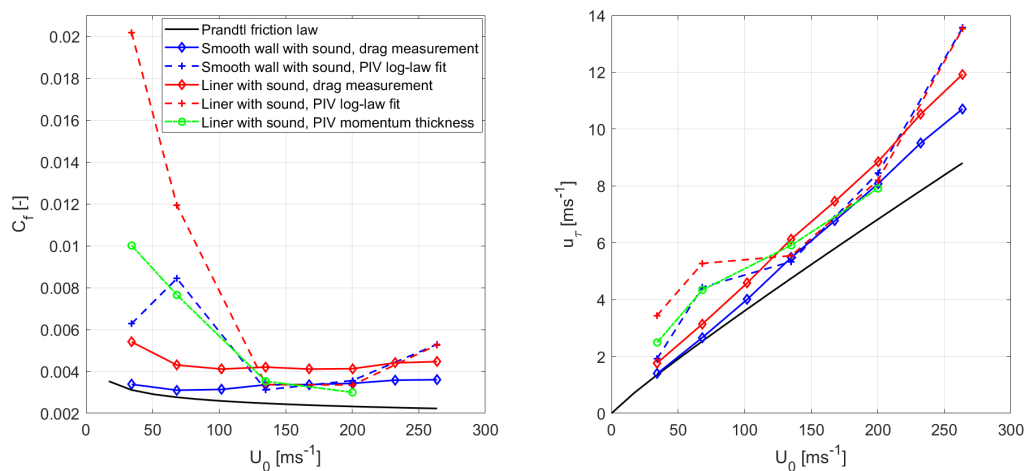 0.02
0.018
0.016
0.014
0.012
0.01
0.008
0.006
0.004
0.002
C_f [-]
0 50 100 150 200 250 300
U_0 [ms^-1]
Prandtl friction law
Smooth wall with sound, drag measurement
Smooth wall with sound, PIV log-law fit
Liner with sound, drag measurement
Liner with sound, PIV log-law fit
Liner with sound, PIV momentum thickness
14
12
10
8
6
4
2
0
u_τ [ms^-1]
0 50 100 150 200 250 300
U_0 [ms^-1]